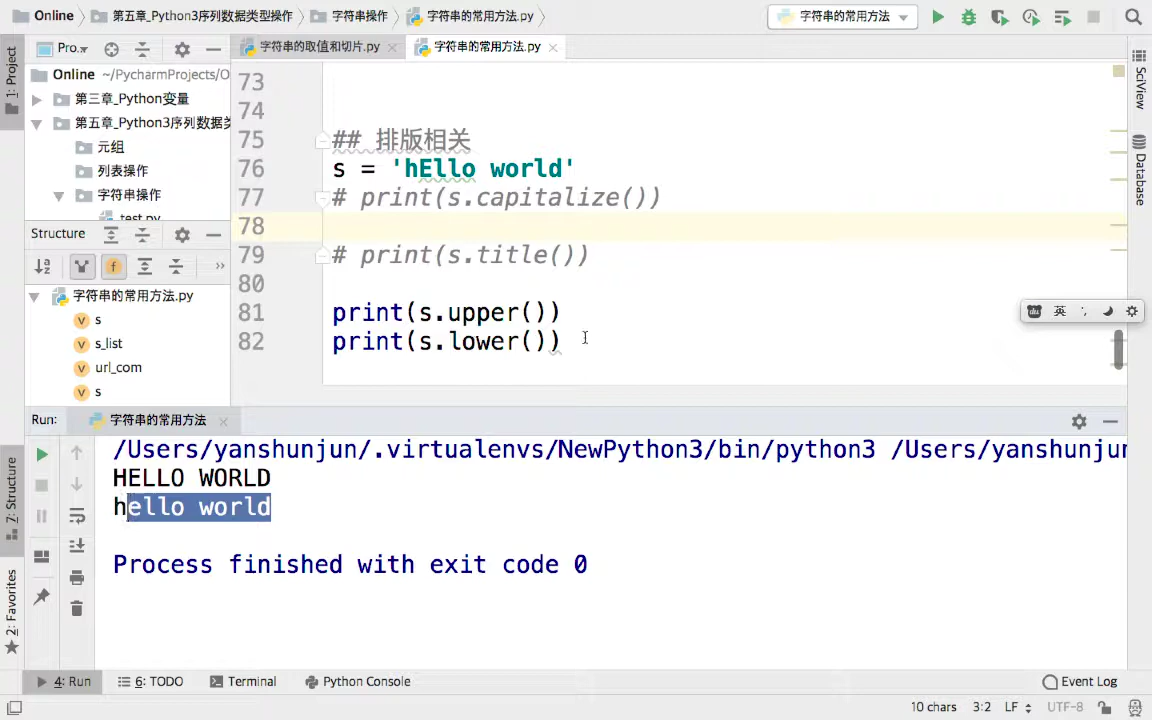 Online 第五章_Python3序列数据类型操作 字符串操作 字符串的常用方法.py 字符串的常用方法
1: Project
Pro...
字符串的取值和切片.py 字符串的常用方法.py
Online ~/PycharmProjects/O
第三章_Python变量
第五章_Python3序列数据类
元组
列表操作
字符串操作
test.py
Structure
字符串的常用方法.py
s
s_list
url_com
s
73
74
75 ## 排版相关
76 s = 'hEllo world'
77 # print(s.capitalize())
78
79 # print(s.title())
80
81 print(s.upper())
82 print(s.lower())
英
SciView
Database
Run: 字符串的常用方法
/Users/yanshunjun/.virtualenvs/NewPython3/bin/python3 /Users/yanshunjun
HELLO WORLD
hello world
Process finished with exit code 0
7: Structure
2: Favorites
4: Run 6: TODO Terminal Python Console Event Log
10 chars 3:2 LF UTF-8